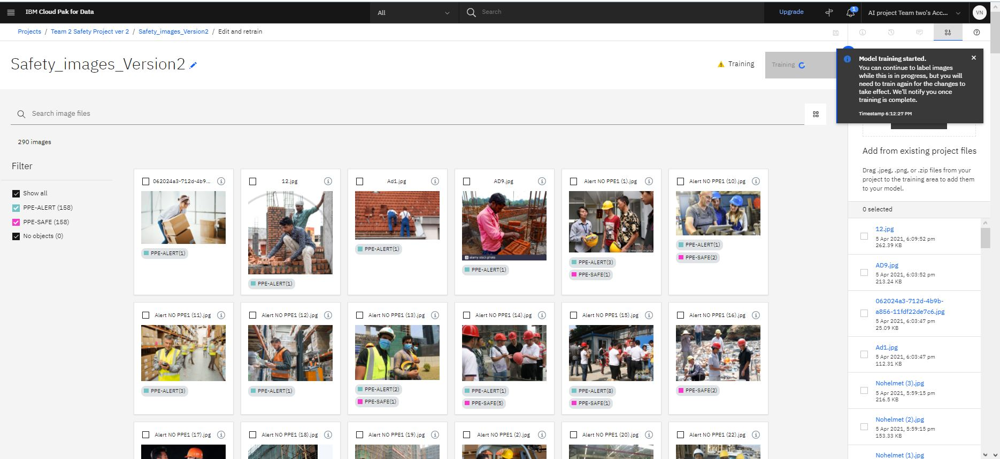 IBM Cloud Pak for Data
All
Search
Upgrade
1
AI project Team two's Acc...
VN
Projects / Team 2 Safety Project ver 2 / Safety_images_Version2 / Edit and retrain
Safety_images_Version2
Training
Training
Model training started.
You can continue to label images
while this is in progress, but you will
need to train again for the changes to
take effect. We'll notify you once
training is complete.
Timestamp 6:12:27 PM
Search image files
290 images
Filter
Show all
PPE-ALERT (158)
PPE-SAFE (158)
No objects (0)
062024a3-712d-4b9...
PPE-ALERT(1)
12.jpg
PPE-ALERT(1)
Ad1.jpg
PPE-ALERT(1)
AD9.jpg
alamy stock photo
PPE-ALERT(1)
Alert NO PPE1 (1).jpg
PPE-ALERT(3)
PPE-SAFE(1)
Alert NO PPE1 (10).jpg
PPE-ALERT(1)
PPE-SAFE(2)
Alert NO PPE1 (11).jpg
PPE-ALERT(3)
Alert NO PPE1 (12).jpg
PPE-ALERT(1)
Alert NO PPE1 (13).jpg
PPE-ALERT(2)
PPE-SAFE(1)
Alert NO PPE1 (14).jpg
PPE-ALERT(1)
PPE-SAFE(5)
Alert NO PPE1 (15).jpg
PPE-ALERT(8)
PPE-SAFE(1)
Alert NO PPE1 (16).jpg
PPE-SAFE(2)
Alert NO PPE1 (17).jpg
Alert NO PPE1 (18).jpg
Alert NO PPE1 (19).jpg
Alert NO PPE1 (2).jpg
Alert NO PPE1 (20).jpg
Alert NO PPE1 (22).jpg
Add from existing project files
Drag .jpeg, .png, or .zip files from your
project to the training area to add them
to your model.
0 selected
12.jpg
5 Apr 2021, 6:09:52 pm
262.39 KB
AD9.jpg
5 Apr 2021, 6:03:52 pm
213.24 KB
062024a3-712d-4b9b-
a856-11fdf22de7c6.jpg
5 Apr 2021, 6:03:47 pm
25.09 KB
Ad1.jpg
5 Apr 2021, 6:03:47 pm
112.31 KB
Nohelmet (3).jpg
5 Apr 2021, 5:59:15 pm
216.5 KB
Nohelmet (2).jpg
5 Apr 2021, 5:59:15 pm
153.33 KB
Nohelmet (1).jpg